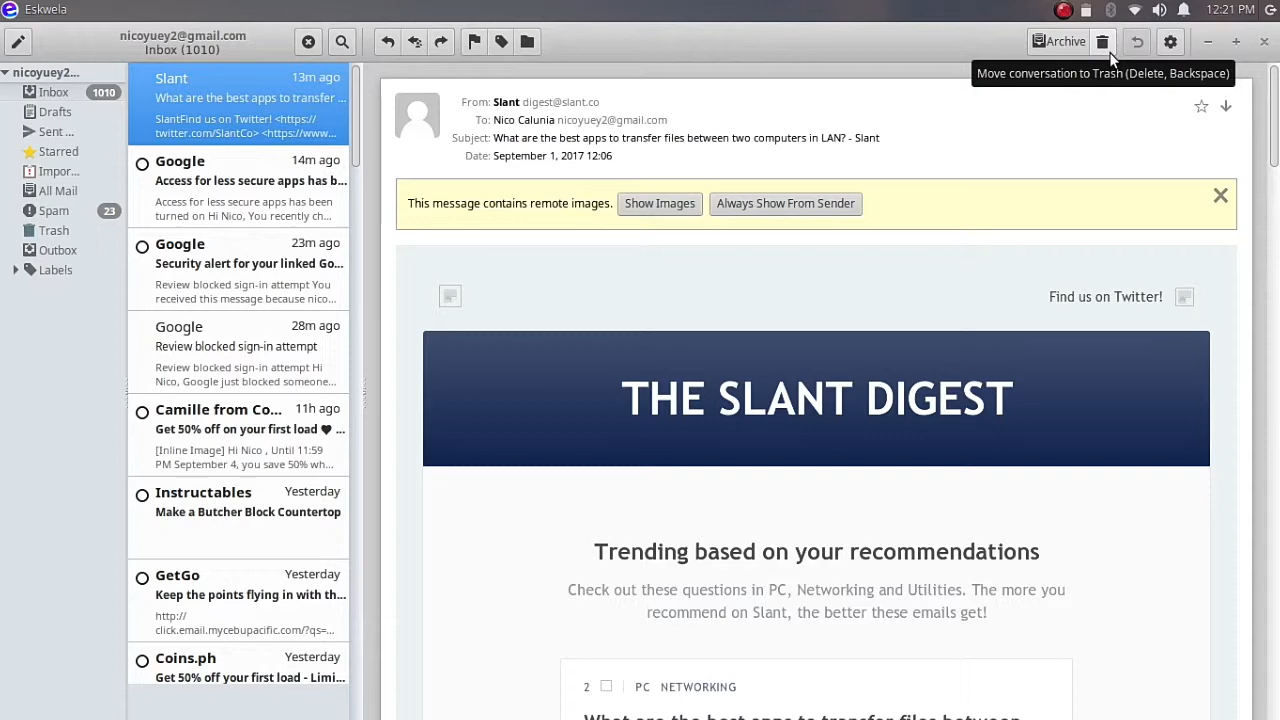 Eskwela
12:21 PM
nicoyuey2@gmail.com
Inbox (1010)
Archive
Move conversation to Trash (Delete, Backspace)
nicoyuey2...
Inbox 1010
Drafts
Sent ...
Starred
Impor...
All Mail
Spam 23
Trash
Outbox
Labels
Slant 13m ago
What are the best apps to transfer ...
SlantFind us on Twitter! <https://
twitter.com/SlantCo> <https://www...
Google 14m ago
Access for less secure apps has b...
Access for less secure apps has been
turned on Hi Nico, You recently ch...
Google 23m ago
Security alert for your linked Go...
Review blocked sign-in attempt You
received this message because nico...
Google 28m ago
Review blocked sign-in attempt
Review blocked sign-in attempt Hi
Nico, Google just blocked someone...
Camille from Co... 11h ago
Get 50% off on your first load ♥ ...
[Inline Image] Hi Nico , Until 11:59
PM September 4, you save 50% wh...
Instructables Yesterday
Make a Butcher Block Countertop
GetGo Yesterday
Keep the points flying in with th...
http://
click.email.mycebupacific.com/?qs=...
Coins.ph Yesterday
Get 50% off your first load - Limi...
From: Slant digest@slant.co
To: Nico Calunia nicoyuey2@gmail.com
Subject: What are the best apps to transfer files between two computers in LAN? - Slant
Date: September 1, 2017 12:06
This message contains remote images. Show Images Always Show From Sender
Find us on Twitter!
THE SLANT DIGEST
Trending based on your recommendations
Check out these questions in PC, Networking and Utilities. The more you
recommend on Slant, the better these emails get!
2 PC NETWORKING
What are the best apps to transfer files between